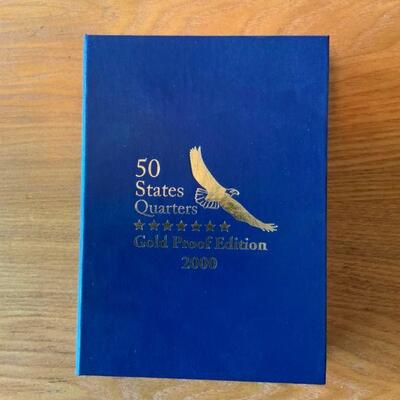 50
States
Quarters
Gold Proof Edition
2000